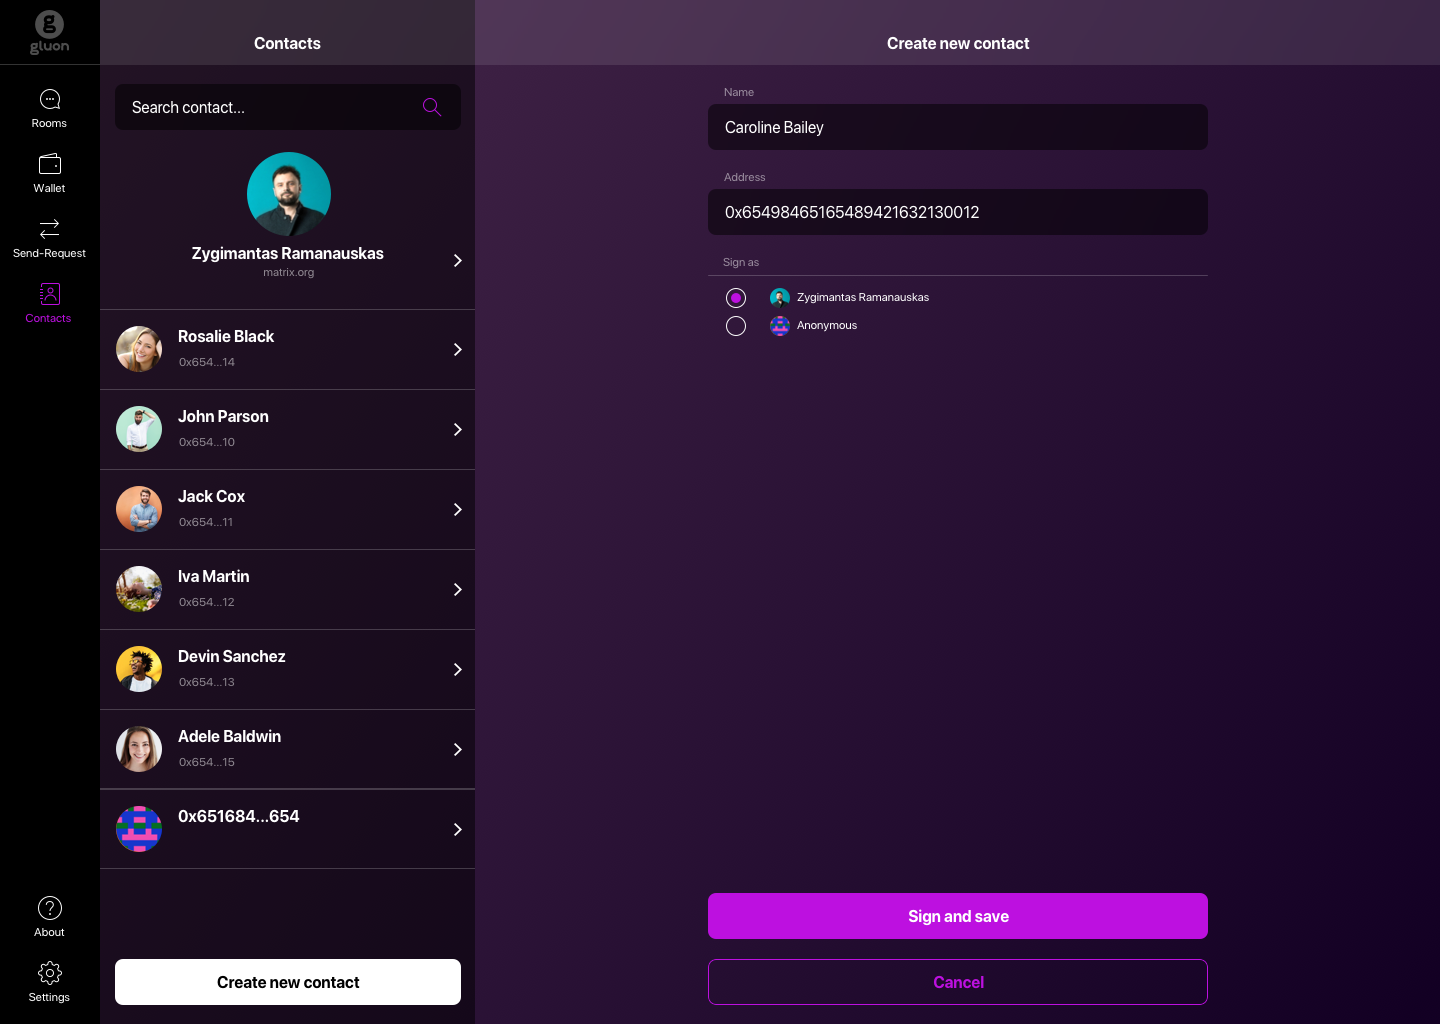 gluon
Rooms
Wallet
Send-Request
Contacts
About
Settings
Contacts
Search contact...
Zygimantas Ramanauskas
matrix.org
Rosalie Black
0x654...14
John Parson
0x654...10
Jack Cox
0x654...11
Iva Martin
0x654...12
Devin Sanchez
0x654...13
Adele Baldwin
0x654...15
0x651684...654
Create new contact
Create new contact
Name
Caroline Bailey
Address
0x65498465165489421632130012
Sign as
Zygimantas Ramanauskas
Anonymous
Sign and save
Cancel